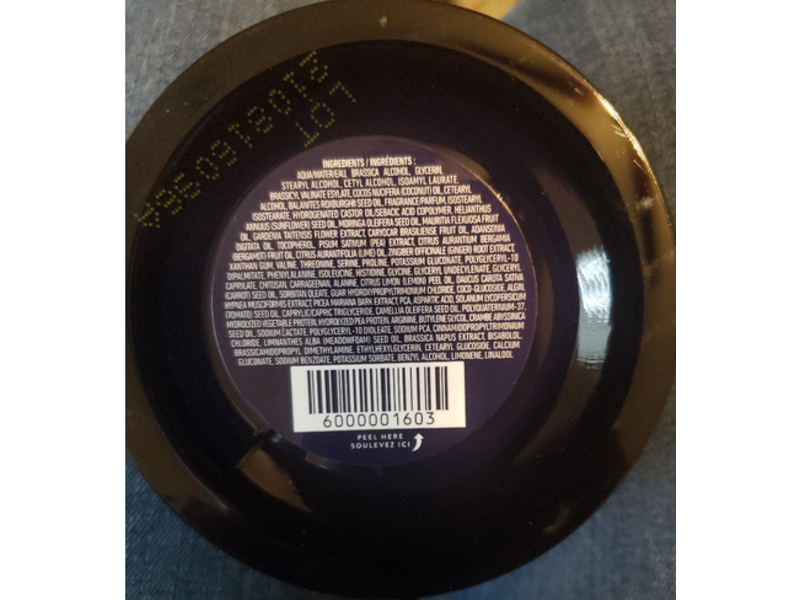 2108180396A
LOT
INGREDIENTS / INGRÉDIENTS :
AQUA/WATER/EAU, BRASSICA ALCOHOL, GLYCERIN,
STEARYL ALCOHOL, CETYL ALCOHOL, ISOAMYL LAURATE,
BRASSICYL VALINATE ESYLATE, COCOS NUCIFERA (COCONUT) OIL, CETEARYL
ALCOHOL, BALANITES ROXBURGHII SEED OIL, FRAGRANCE/PARFUM, ISOSTEARYL
ISOSTEARATE, HYDROGENATED CASTOR OIL/SEBACIC ACID COPOLYMER, HELIANTHUS
ANNUUS (SUNFLOWER) SEED OIL, MORINGA OLEIFERA SEED OIL, MAURITIA FLEXUOSA FRUIT
OIL, GARDENIA TAITENSIS FLOWER EXTRACT, CARYOCAR BRASILIENSE FRUIT OIL, ADANSONIA
DIGITATA OIL, TOCOPHEROL, PISUM SATIVUM (PEA) EXTRACT, CITRUS AURANTIUM BERGAMIA
(BERGAMOT) FRUIT OIL, CITRUS AURANTIFOLIA (LIME) OIL, ZINGIBER OFFICINALE (GINGER) ROOT EXTRACT,
XANTHAN GUM, VALINE, THREONINE, SERINE, PROLINE, POTASSIUM GLUCONATE, POLYGLYCERYL-10
DIPALMITATE, PHENYLALANINE, ISOLEUCINE, HISTIDINE, GLYCINE, GLYCERYL UNDECYLENATE, GLYCERYL
CAPRYLATE, CHITOSAN, CARRAGEENAN, ALANINE, CITRUS LIMON (LEMON) PEEL OIL, DAUCUS CAROTA SATIVA
(CARROT) SEED OIL, SORBITAN OLEATE, GUAR HYDROXYPROPYLTRIMONIUM CHLORIDE, COCO-GLUCOSIDE, ALGIN,
HYPNEA MUSCIFORMIS EXTRACT, PICEA MARIANA BARK EXTRACT, PCA, ASPARTIC ACID, SOLANUM LYCOPERSICUM
(TOMATO) SEED OIL, CAPRYLIC/CAPRIC TRIGLYCERIDE, CAMELLIA OLEIFERA SEED OIL, POLYQUATERNIUM-37,
HYDROLYZED VEGETABLE PROTEIN, HYDROLYZED PEA PROTEIN, ARGININE, BUTYLENE GLYCOL, CRAMBE ABYSSINICA
SEED OIL, SODIUM LACTATE, POLYGLYCERYL-10 DIOLEATE, SODIUM PCA, CINNAMIDOPROPYLTRIMONIUM
CHLORIDE, LIMNANTHES ALBA (MEADOWFOAM) SEED OIL, BRASSICA NAPUS EXTRACT, BISABOLOL,
BRASSICAMIDOPROPYL DIMETHYLAMINE, ETHYLHEXYLGLYCERIN, CETEARYL GLUCOSIDE, CALCIUM
GLUCONATE, SODIUM BENZOATE, POTASSIUM SORBATE, BENZYL ALCOHOL, LIMONENE, LINALOOL
6000001603
PEEL HERE
SOULEVEZ ICI